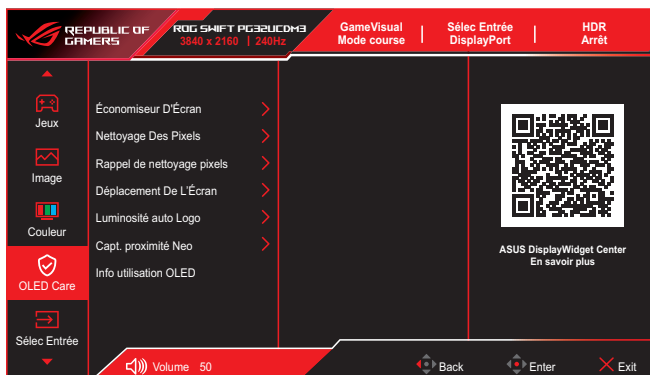 REPUBLIC OF
GAMERS
ROG SWIFT PG32UCDM3
3840 x 2160 | 240Hz
GameVisual
Mode course
Sélec Entrée
DisplayPort
HDR
Arrêt
Jeux
Image
Couleur
OLED Care
Sélec Entrée
Économiseur D'Écran
Nettoyage Des Pixels
Rappel de nettoyage pixels
Déplacement De L'Écran
Luminosité auto Logo
Capt. proximité Neo
Info utilisation OLED
ASUS DisplayWidget Center
En savoir plus
Volume 50
Back
Enter
Exit